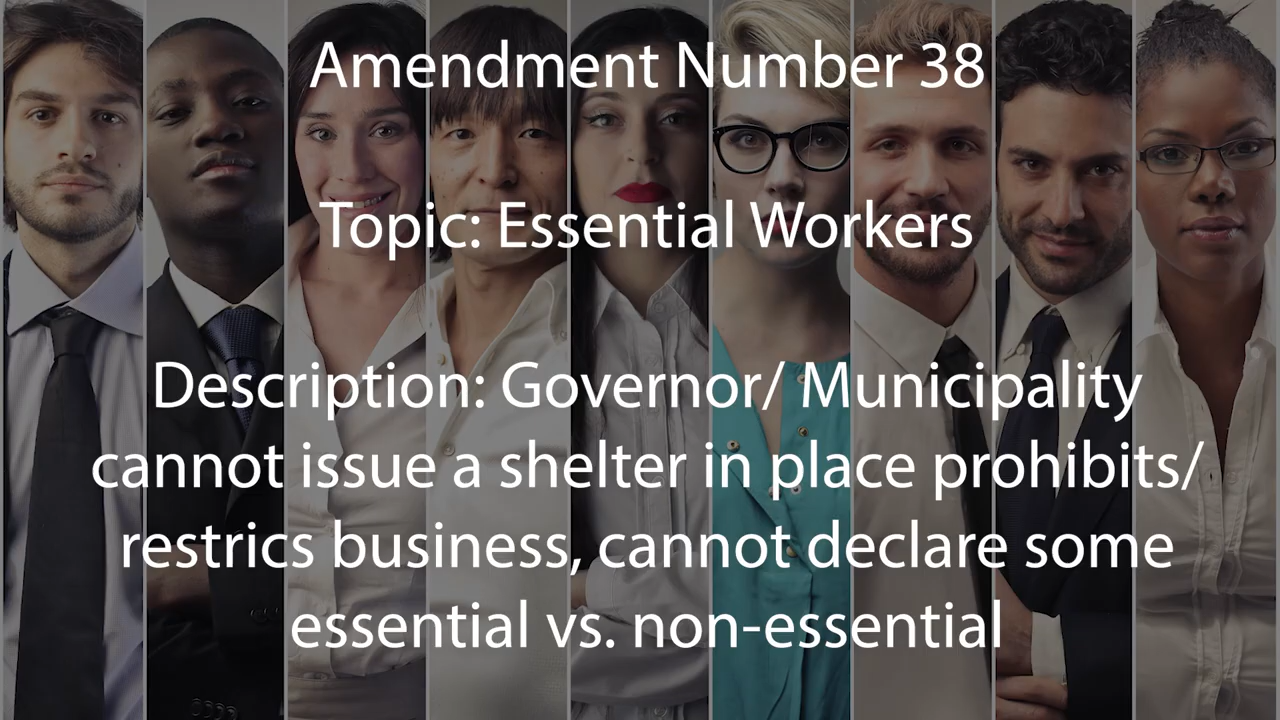 Amendment Number 38
Topic: Essential Workers
Description: Governor/ Municipality
cannot issue a shelter in place prohibits/
restrics business, cannot declare some
essential vs. non-essential